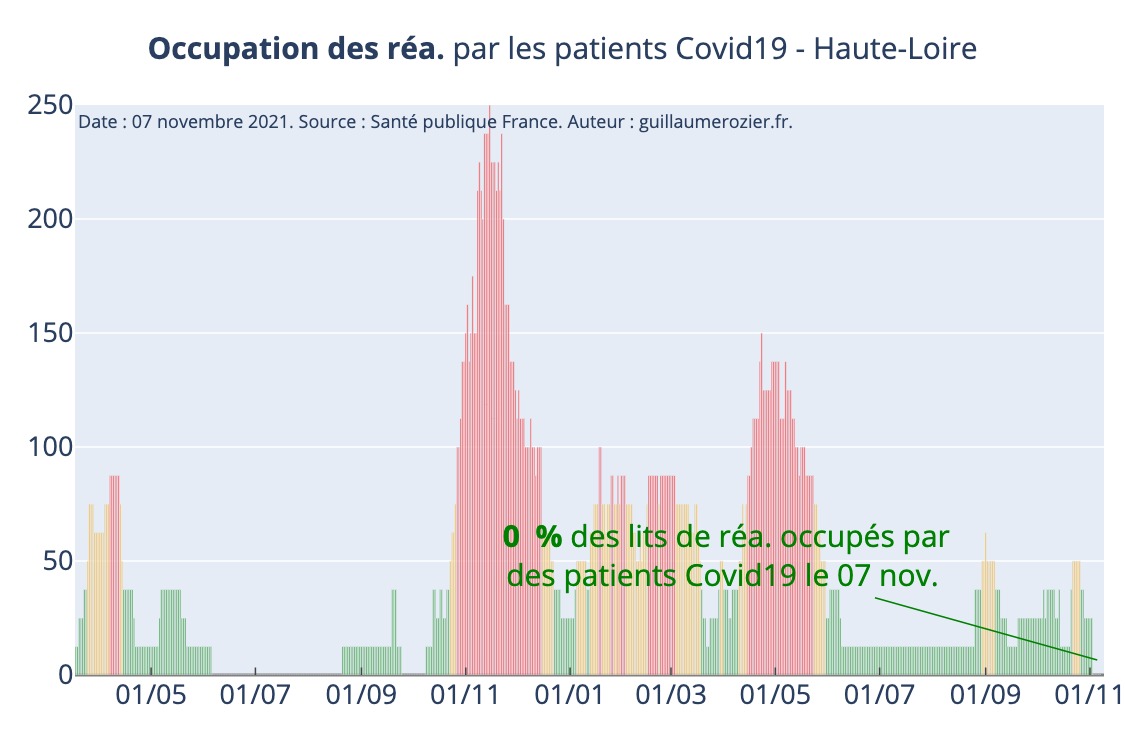 Occupation des réa. par les patients Covid19 - Haute-Loire
250
Date : 07 novembre 2021. Source : Santé publique France. Auteur : guillaumerozier.fr.
200
150
100
0 % des lits de réa. occupés par
50
des patients Covid19 le 07 nov.
0
01/05 01/07 01/09 01/11 01/01 01/03 01/05 01/07 01/09 01/11